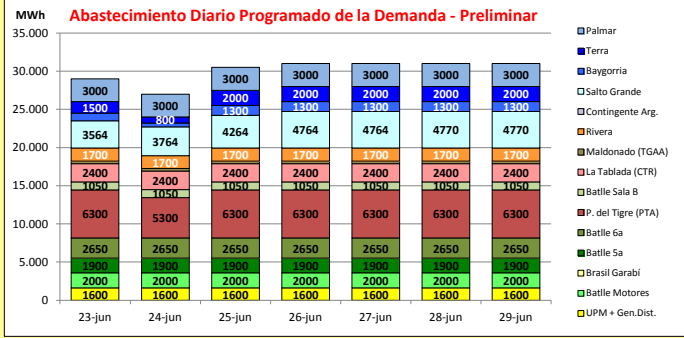 MWh Abastecimiento Diario Programado de la Demanda - Preliminar
35.000
30.000
25.000
20.000
15.000
10.000
5.000
0
3000 3000 3000 3000 3000 3000 3000
1500 800 2000 2000 2000 2000 2000
1300 1300 1300 1300 1300
3564 3764 4264 4764 4764 4770 4770
1700 1700 1700 1700 1700 1700 1700
2400 2400 2400 2400 2400 2400 2400
1050 1050 1050 1050 1050 1050 1050
6300 5300 6300 6300 6300 6300 6300
2650 2650 2650 2650 2650 2650 2650
1900 1900 1900 1900 1900 1900 1900
2000 2000 2000 2000 2000 2000 2000
1600 1600 1600 1600 1600 1600 1600
23-jun 24-jun 25-jun 26-jun 27-jun 28-jun 29-jun
Palmar
Terra
Baygorria
Salto Grande
Contingente Arg.
Rivera
Maldonado (TGAA)
La Tablada (CTR)
Batlle Sala B
P. del Tigre (PTA)
Batlle 6a
Batlle 5a
Brasil Garabí
Batlle Motores
UPM + Gen.Dist.